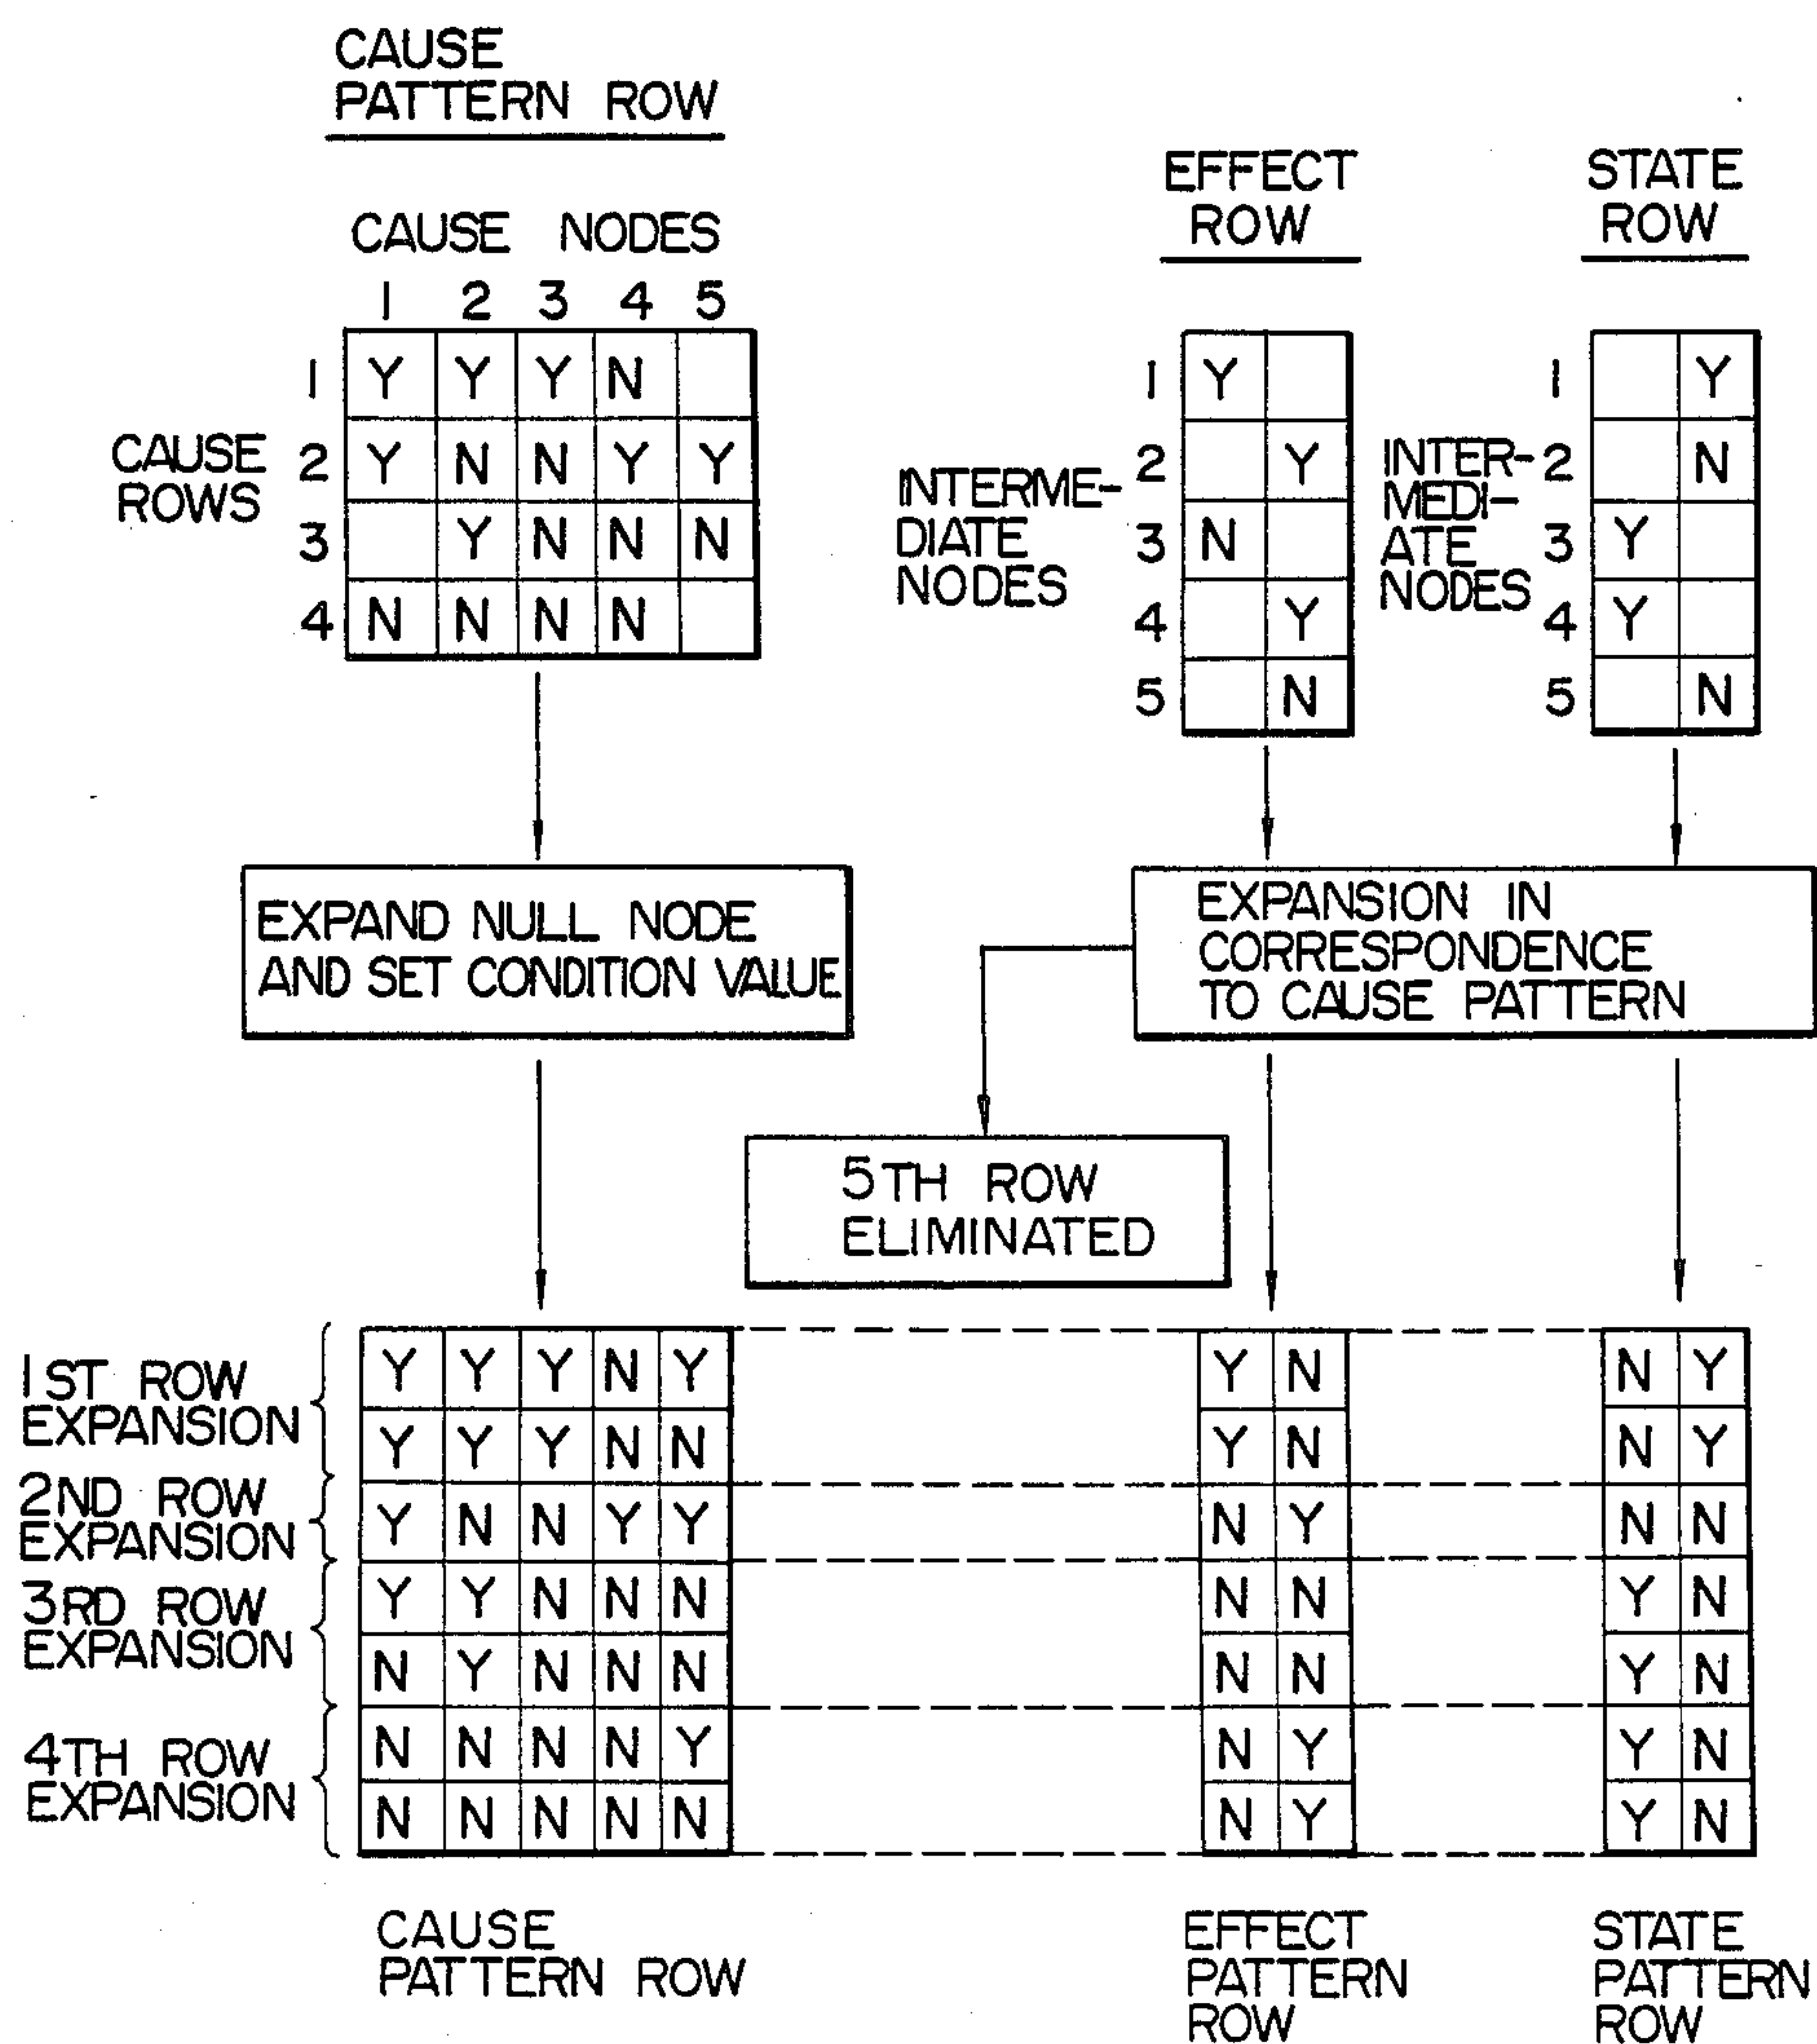 CAUSE
PATTERN ROW
CAUSE NODES
1 2 3 4 5
CAUSE
ROWS
1 Y Y Y N
2 Y N N Y Y
3 Y N N N
4 N N N N
EFFECT
ROW
INTERME-
DIATE
NODES
1 Y
2 Y
3 N
4 Y
5 N
STATE
ROW
INTER-
MEDI-
ATE
NODES
1 Y
2 N
3 Y
4 Y
5 N
EXPAND NULL NODE
AND SET CONDITION VALUE
EXPANSION IN
CORRESPONDENCE
TO CAUSE PATTERN
5TH ROW
ELIMINATED
1ST ROW
EXPANSION
2ND ROW
EXPANSION
3RD ROW
EXPANSION
4TH ROW
EXPANSION
Y Y Y N Y
Y Y Y N N
Y N N Y Y
Y Y N N N
N Y N N N
N N N N Y
N N N N N
Y N
Y N
N Y
N N
N N
N Y
N Y
N Y
N Y
N N
Y N
Y N
Y N
Y N
CAUSE
PATTERN ROW
EFFECT
PATTERN
ROW
STATE
PATTERN
ROW